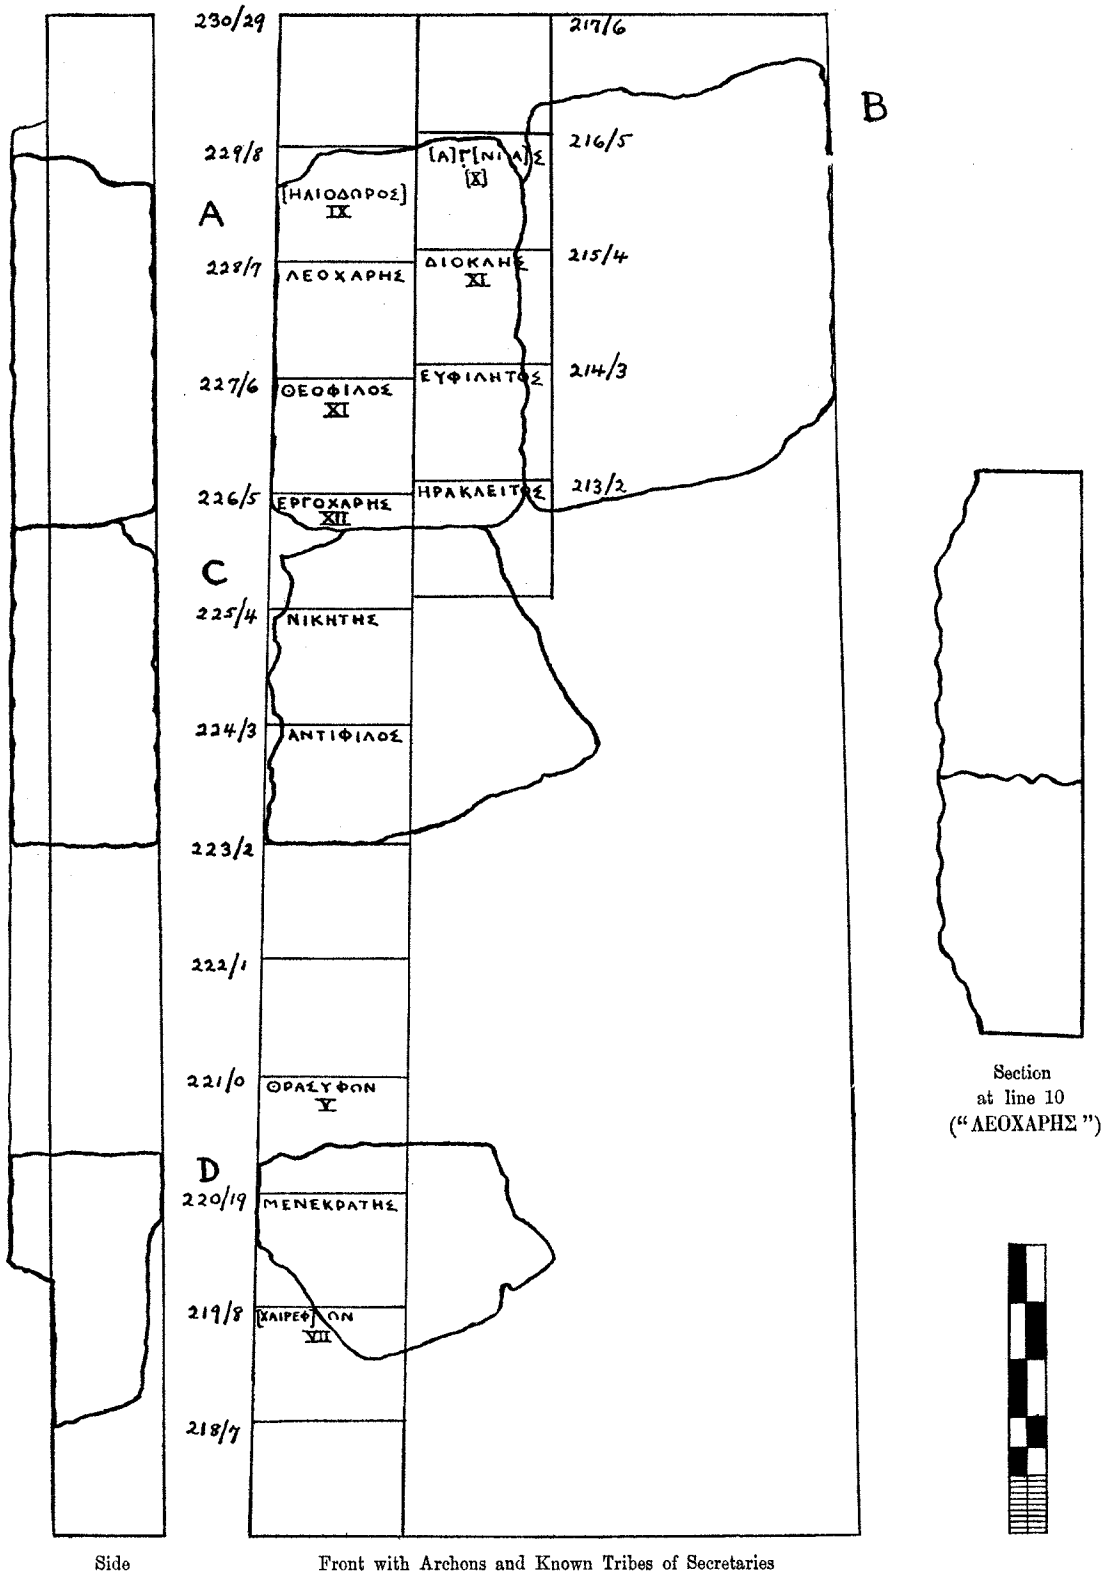 230/29
217/6
B
229/8
[Α]Γ̣[ΝΙΑ]Σ
[X]
216/5
[ΗΛΙΟΔΩΡΟΣ]
IX
A
228/7
ΛΕΟΧΑΡΗΣ
ΔΙΟΚΛΗΣ
XI
215/4
227/6
ΘΕΟΦΙΛΟΣ
XI
ΕΥΦΙΛΗΤΟΣ
214/3
226/5
ΕΡΓΟΧΑΡΗΣ
XII
ΗΡΑΚΛΕΙΤΟΣ
213/2
C
225/4
ΝΙΚΗΤΗΣ
224/3
ΑΝΤΙΦΙΛΟΣ
223/2
222/1
221/0
ΘΡΑΣΥΦΩΝ
V
Section
at line 10
("ΛΕΟΧΑΡΗΣ")
D
220/19
ΜΕΝΕΚΡΑΤΗΣ
219/8
[ΧΑΙΡΕΦ]ΩΝ
VII
218/7
Side
Front with Archons and Known Tribes of Secretaries